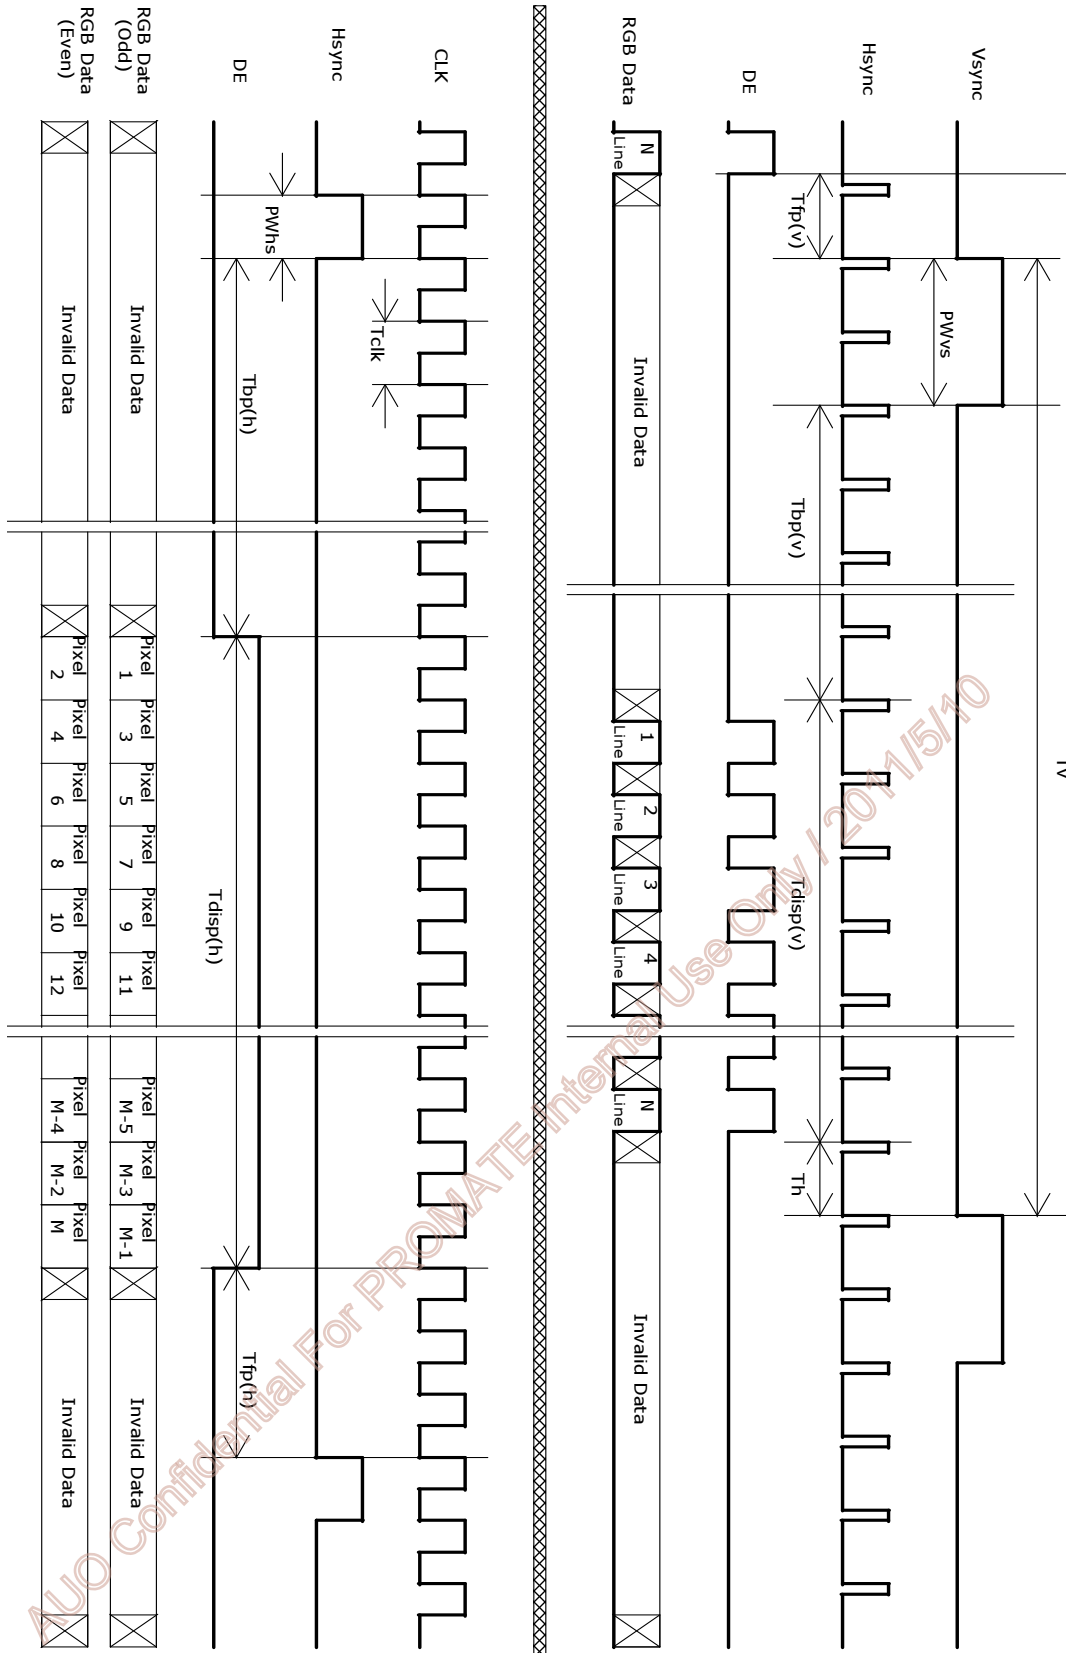 Vsync
Tv
PWvs
Hsync
Tfp(v)
Tbp(v)
Tdisp(v)
Th
DE
RGB Data
N
Line
Invalid Data
1
Line
2
Line
3
Line
4
Line
N
Line
Invalid Data
CLK
Tclk
Hsync
PWhs
DE
Tbp(h)
Tdisp(h)
Tfp(h)
RGB Data
(Odd)
Invalid Data
Pixel
1
Pixel
3
Pixel
5
Pixel
7
Pixel
9
Pixel
11
Pixel
M-5
Pixel
M-3
Pixel
M-1
Invalid Data
RGB Data
(Even)
Invalid Data
Pixel
2
Pixel
4
Pixel
6
Pixel
8
Pixel
10
Pixel
12
Pixel
M-4
Pixel
M-2
Pixel
M
Invalid Data
AUO Confidential For PROMATE Internal Use Only / 2011/5/10